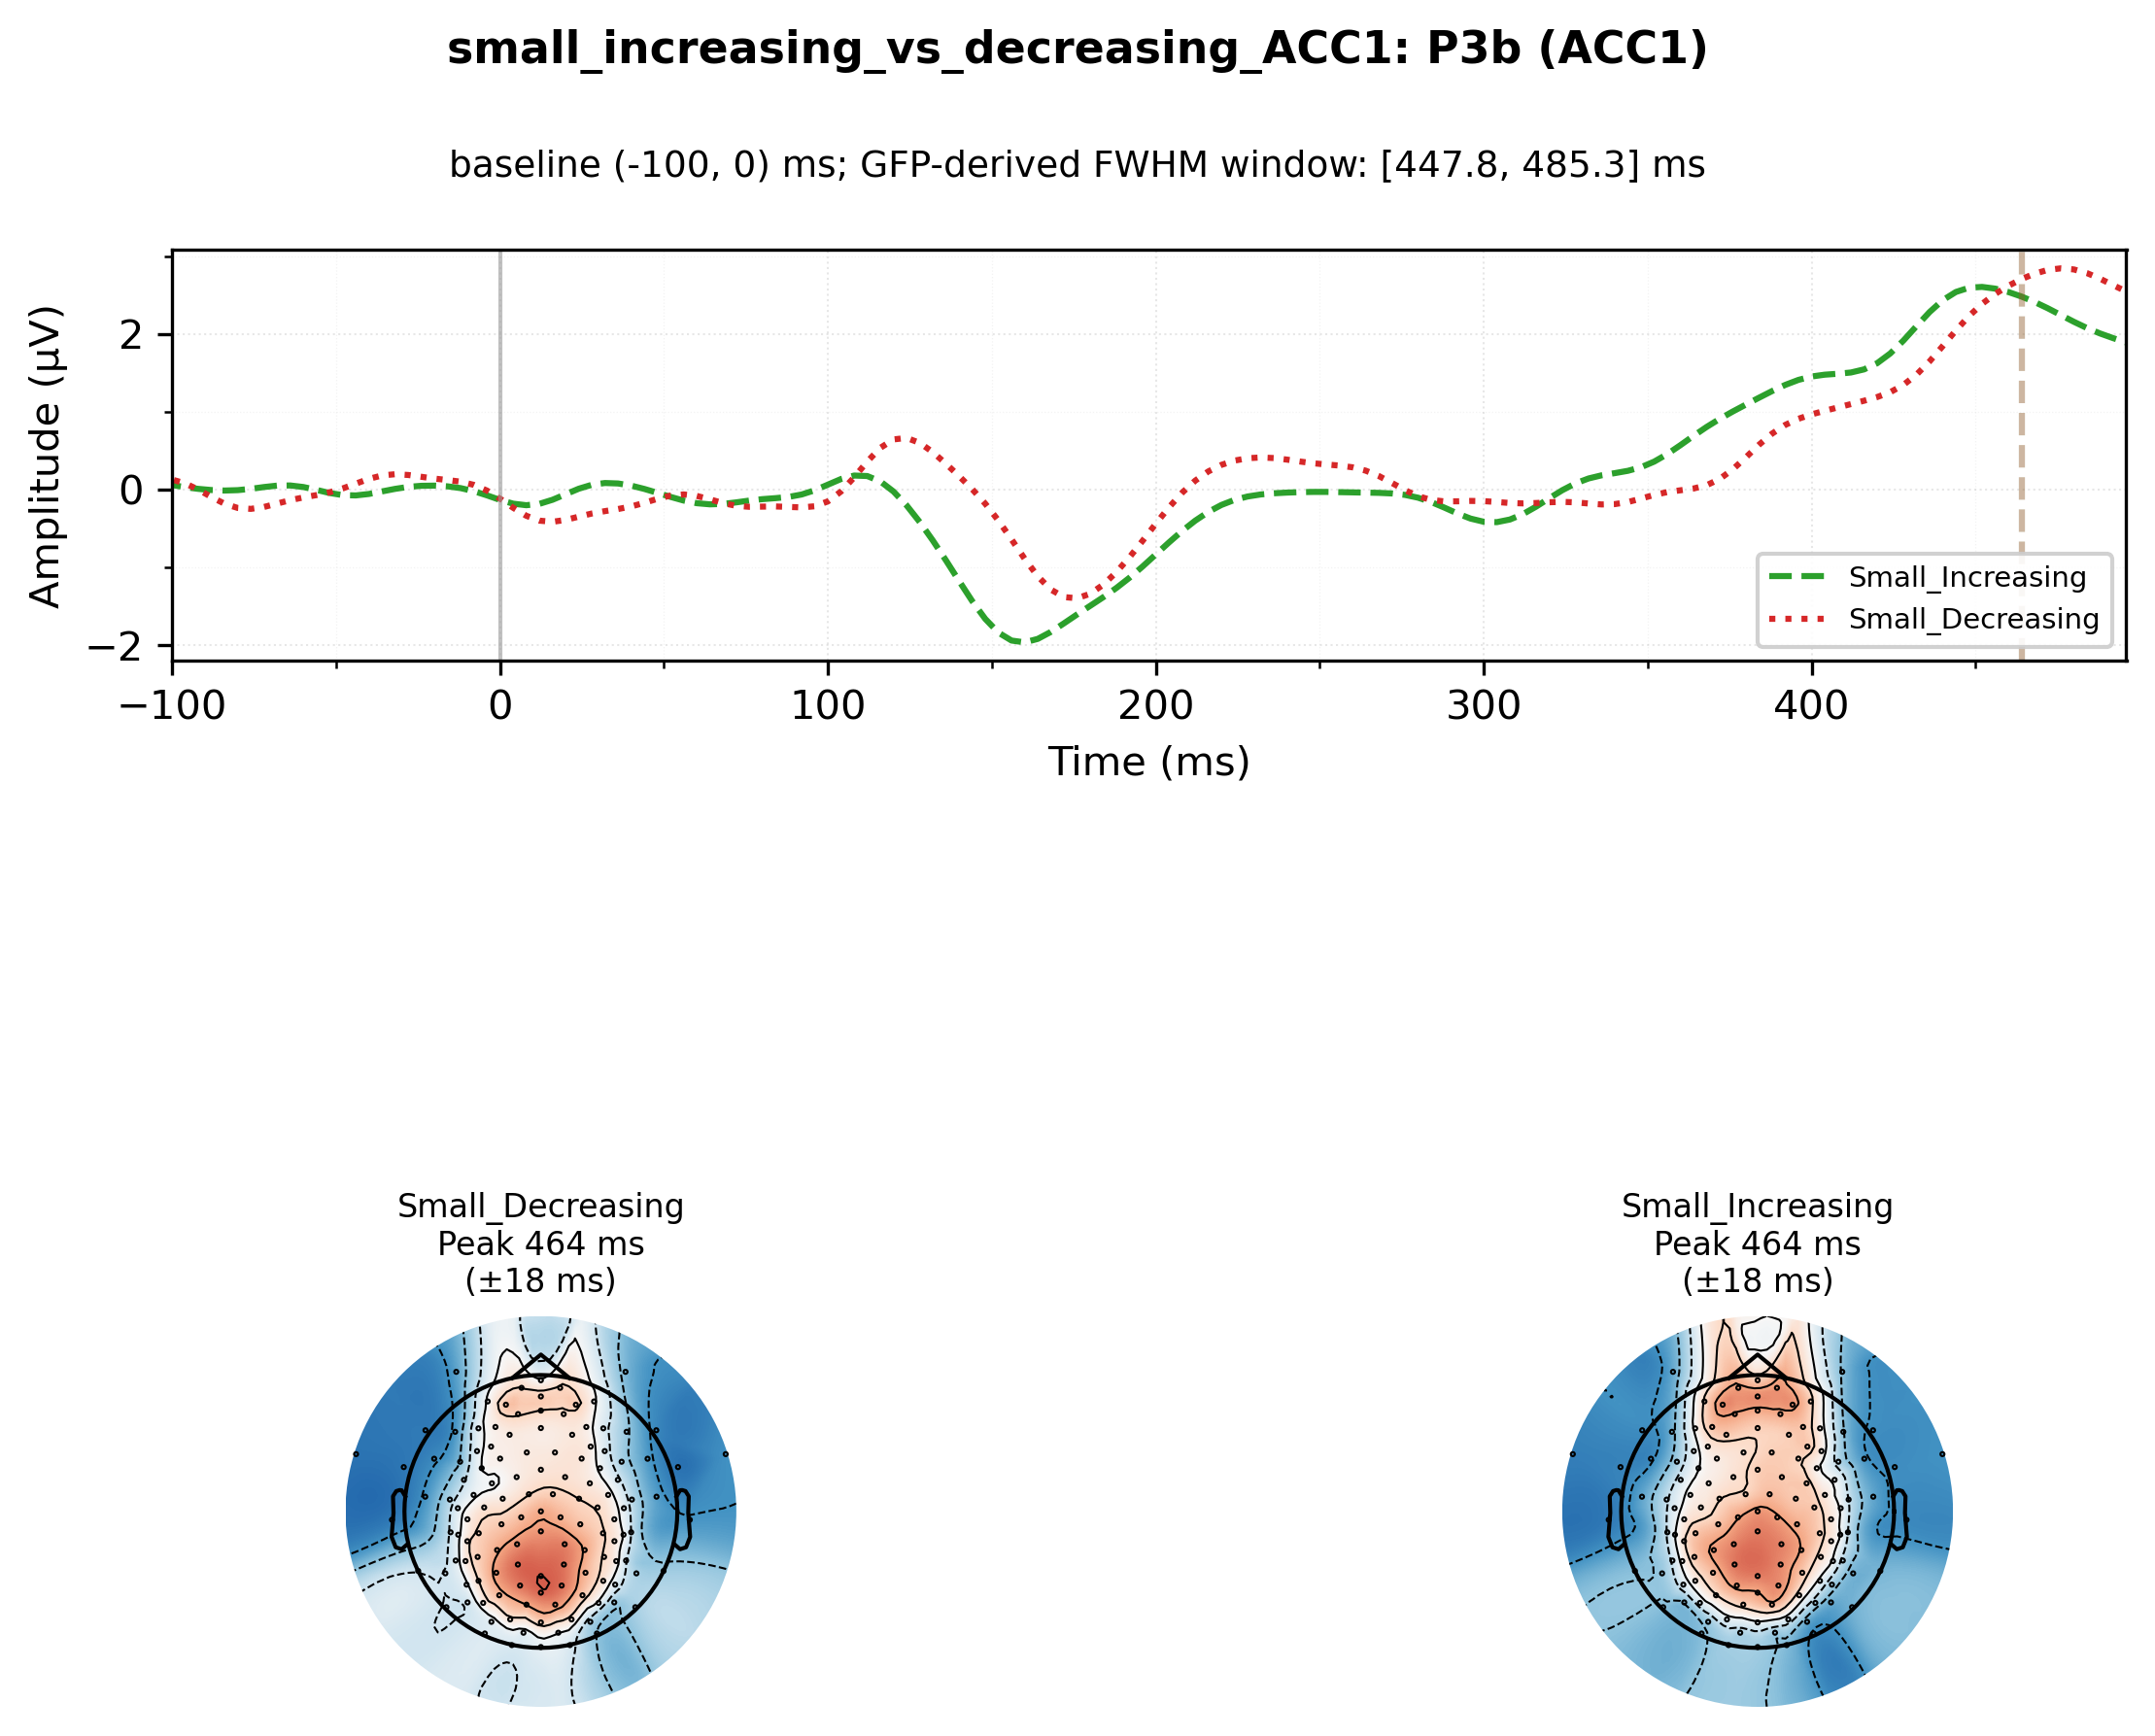 small_increasing_vs_decreasing_ACC1: P3b (ACC1)
baseline (-100, 0) ms; GFP-derived FWHM window: [447.8, 485.3] ms
Amplitude (µV)
2
0
−2
Small_Increasing
Small_Decreasing
−100 0 100 200 300 400
Time (ms)
Small_Decreasing
Peak 464 ms
(±18 ms)
Small_Increasing
Peak 464 ms
(±18 ms)